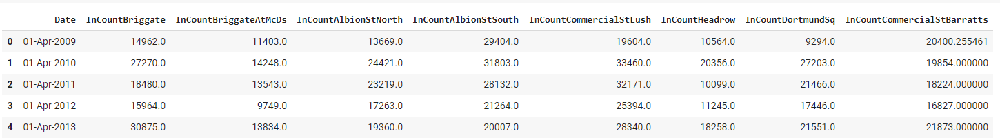 Date InCountBriggate InCountBriggateAtMcDs InCountAlbionStNorth InCountAlbionStSouth InCountCommercialStLush InCountHeadrow InCountDortmundSq InCountCommercialStBarratts
0 01-Apr-2009 14962.0 11403.0 13669.0 29404.0 19604.0 10564.0 9294.0 20400.255461
1 01-Apr-2010 27270.0 14248.0 24421.0 31803.0 33460.0 20356.0 27203.0 19854.000000
2 01-Apr-2011 18480.0 13543.0 23219.0 28132.0 32171.0 10099.0 21466.0 18224.000000
3 01-Apr-2012 15964.0 9749.0 17263.0 21264.0 25394.0 11245.0 17446.0 16827.000000
4 01-Apr-2013 30875.0 13834.0 19360.0 20007.0 28340.0 18258.0 21551.0 21873.000000